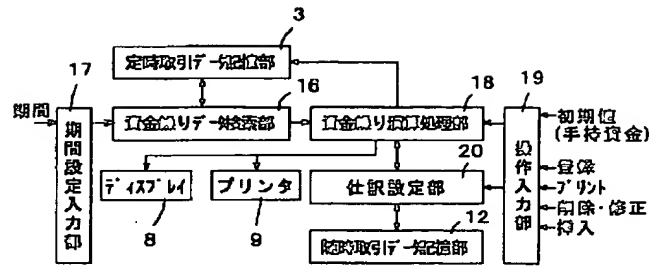 3
定時取引データ記憶部
17
16
18
19
期間
期間設定入力部
資金繰りデータ検索部
資金繰り演算処理部
操作入力部
初期値
(手持資金)
20
ディスプレイ
プリンタ
仕訳設定部
登録
プリント
削除・修正
挿入
8
9
12
随時取引データ記憶部